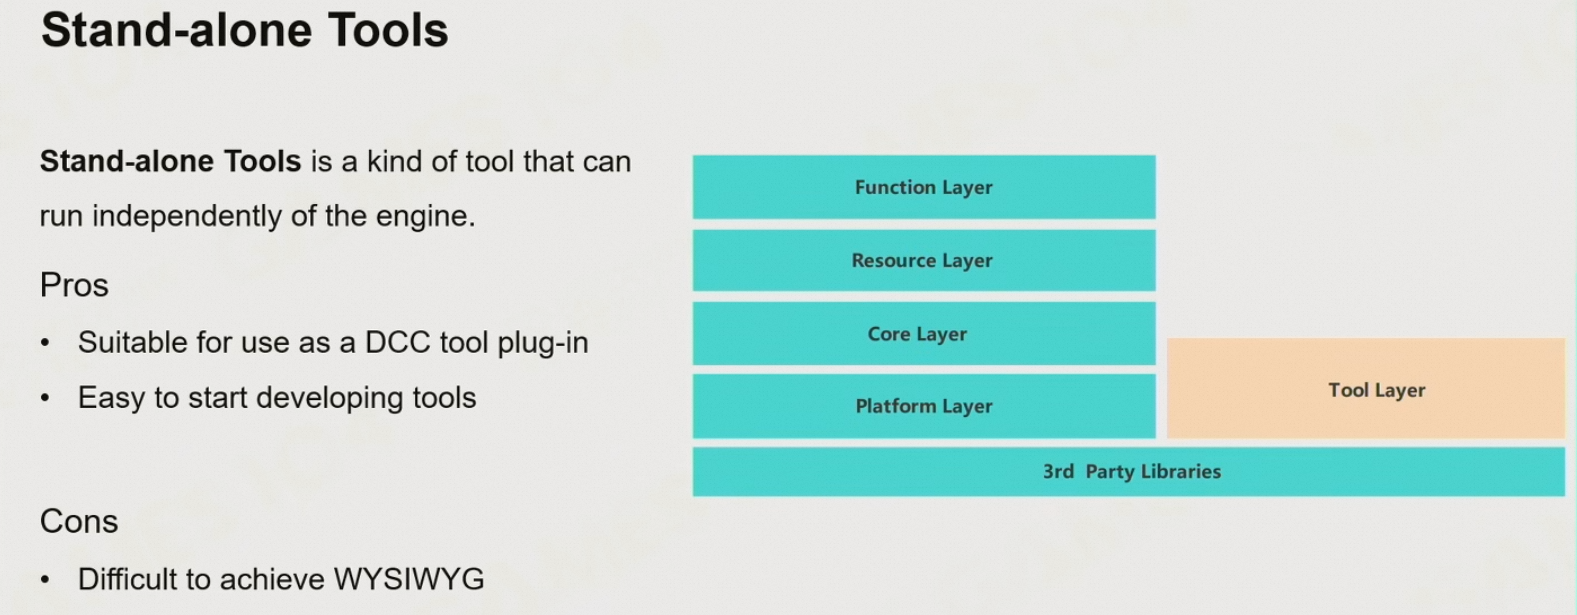 Stand-alone Tools
Stand-alone Tools is a kind of tool that can
run independently of the engine.
Pros
• Suitable for use as a DCC tool plug-in
• Easy to start developing tools
Cons
• Difficult to achieve WYSIWYG
Function Layer
Resource Layer
Core Layer
Platform Layer
Tool Layer
3rd Party Libraries